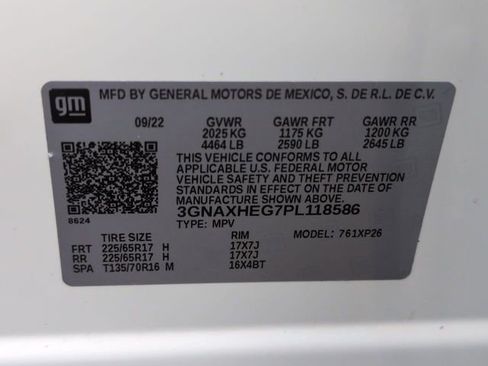 gm
MFD BY GENERAL MOTORS DE MEXICO, S. DE R.L. DE C.V.
09/22 GVWR GAWR FRT GAWR RR
2025 KG 1175 KG 1200 KG
4464 LB 2590 LB 2645 LB
THIS VEHICLE CONFORMS TO ALL
APPLICABLE U.S. FEDERAL MOTOR
VEHICLE SAFETY AND THEFT PREVENTION
STANDARDS IN EFFECT ON THE DATE OF
MANUFACTURE SHOWN ABOVE.
8624
3GNAXHEG7PL118586
TYPE: MPV MODEL: 761XP26
TIRE SIZE RIM
FRT 225/65R17 H 17X7J
RR 225/65R17 H 17X7J
SPA T135/70R16 M 16X4BT